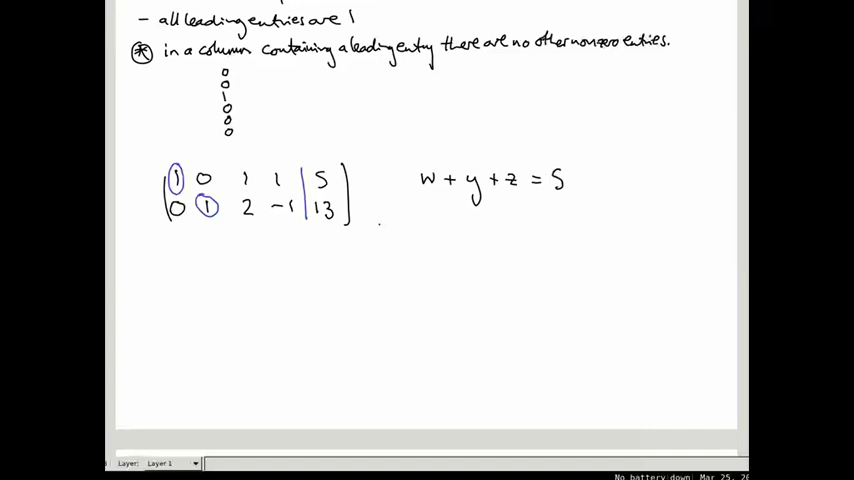 - all leading entries are 1
* in a column containing a leading entry there are no other nonzero entries.
0
0
1
0
0
0
1 0 1 1 | 5 w + y + z = 5
0 1 2 -1 | 13
Layer: Layer 1
No battery down Mar 25, 20